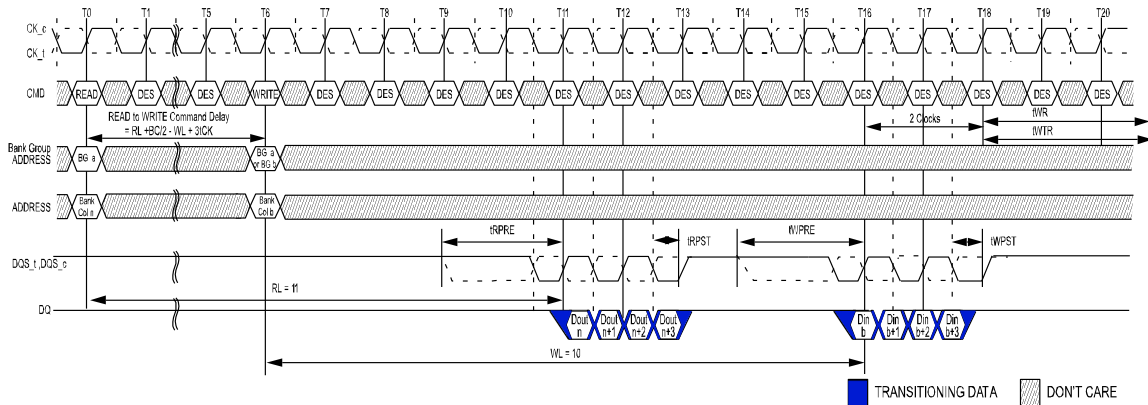 T0 T1 T5 T6 T7 T8 T9 T10 T11 T12 T13 T14 T15 T16 T17 T18 T19 T20
CK_c
CK_t
CMD READ DES DES WRITE DES DES DES DES DES DES DES DES DES DES DES DES DES DES
READ to WRITE Command Delay
= RL +BC/2 - WL + 3tCK
2 Clocks
tWR
tWTR
Bank Group
ADDRESS
BG a
BG a
or BG b
ADDRESS
Bank
Col n
Bank
Col b
tRPRE
tRPST
tWPRE
tWPST
DQS_t ,DQS_c
RL = 11
DQ
Dout
n
Dout
n+1
Dout
n+2
Dout
n+3
Din
b
Din
b+1
Din
b+2
Din
b+3
WL = 10
TRANSITIONING DATA
DON'T CARE